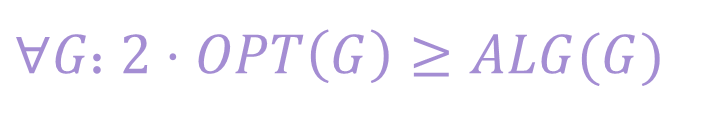 ∀G: 2 · OPT(G) ≥ ALG(G)